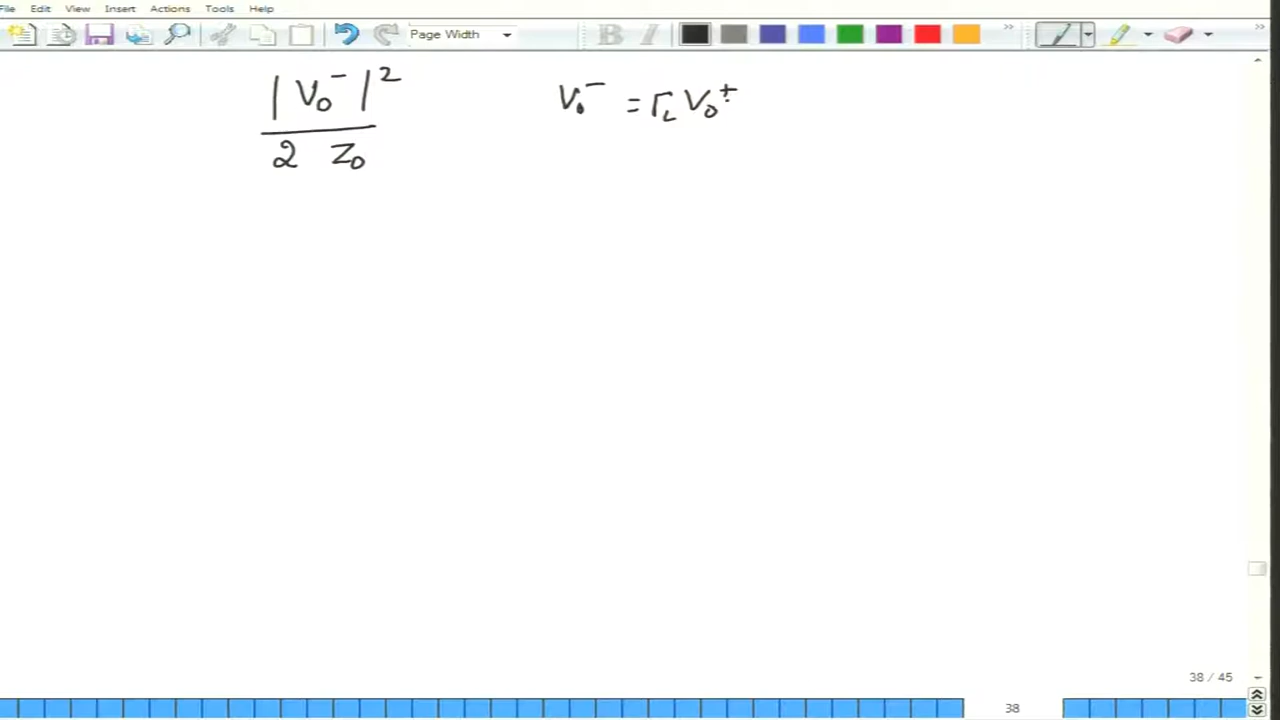 File Edit View Insert Actions Tools Help
Page Width
|V₀⁻|²
2 Z₀
V₀⁻ = Γ_L V₀⁺
38 / 45
38